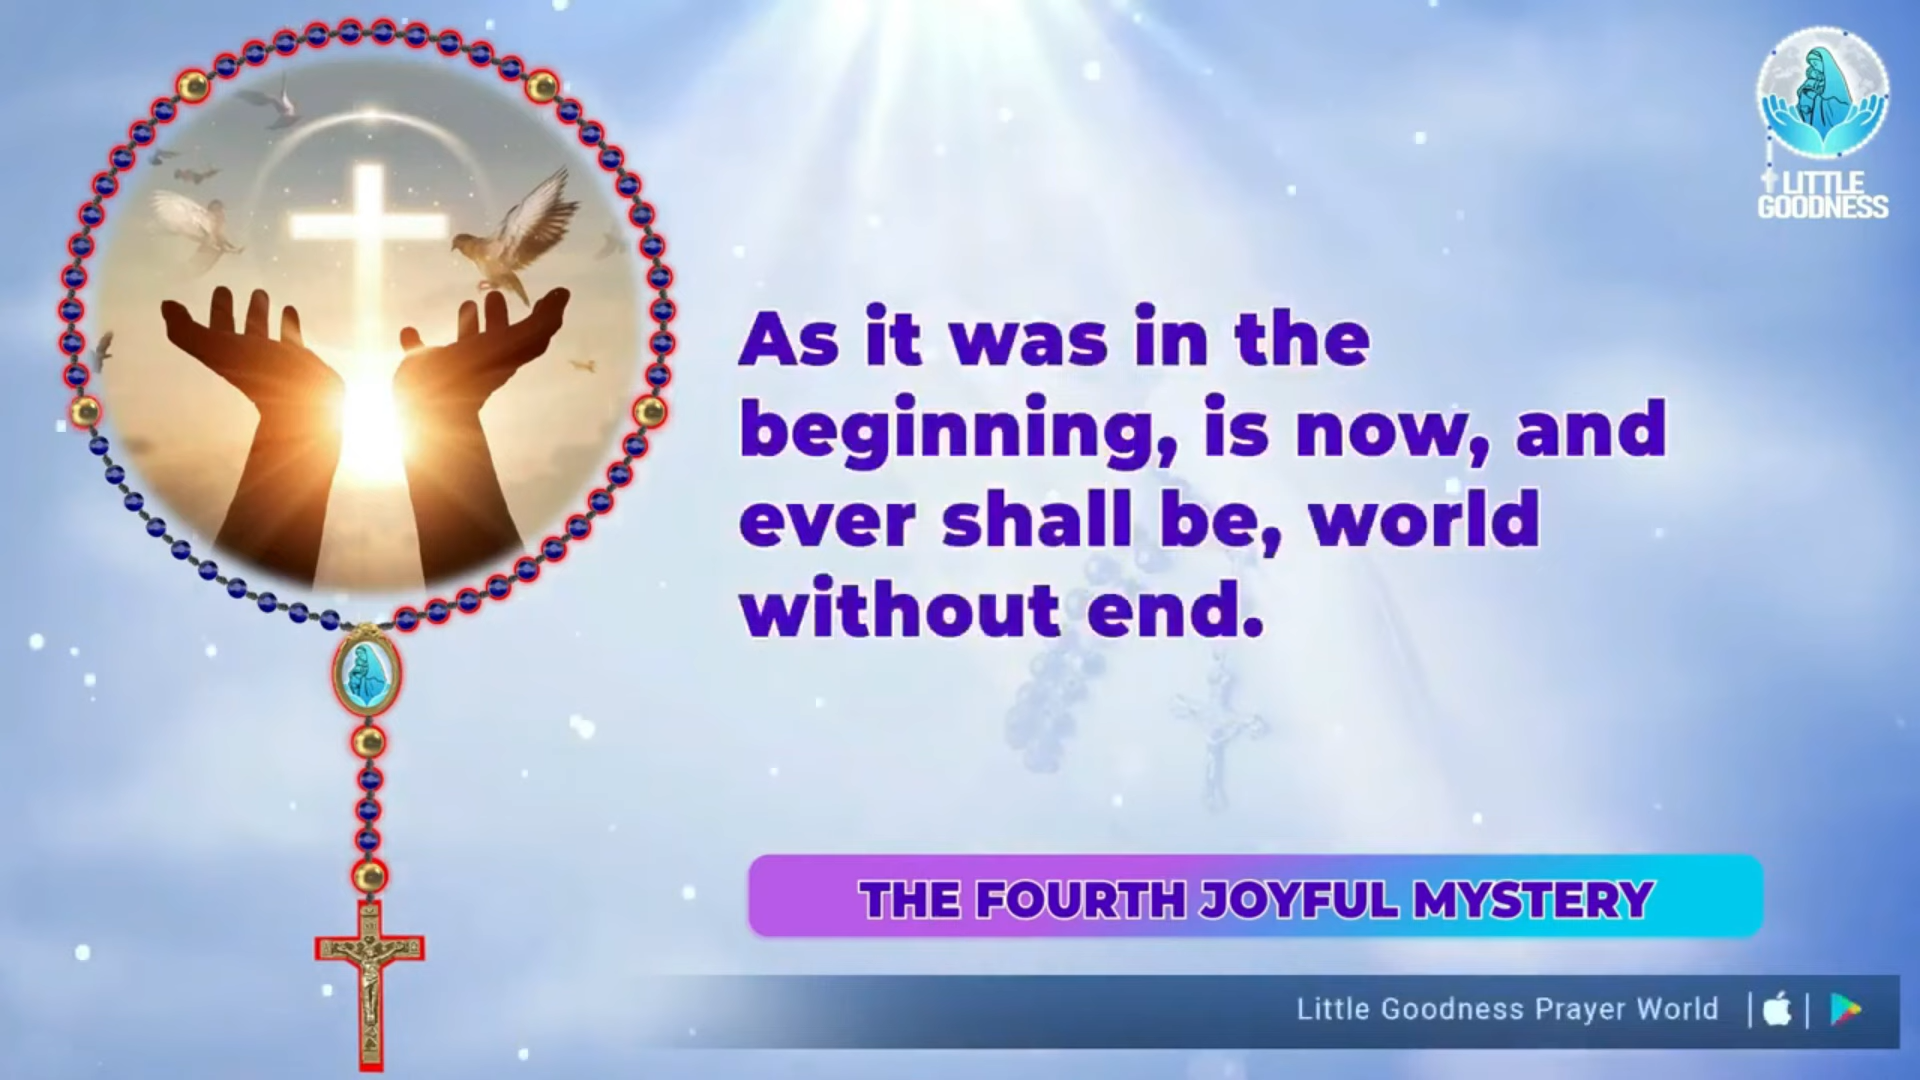 LITTLE
GOODNESS
As it was in the
beginning, is now, and
ever shall be, world
without end.
THE FOURTH JOYFUL MYSTERY
Little Goodness Prayer World